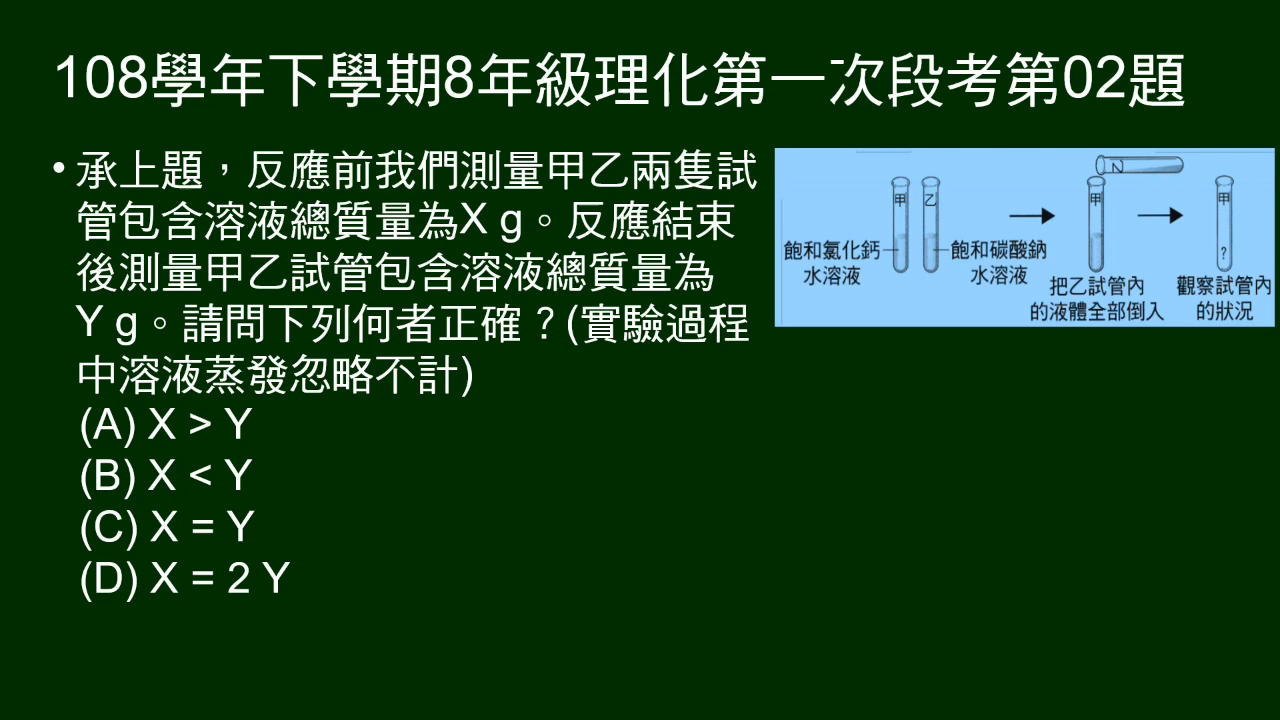 108學年下學期8年級理化第一次段考第02題
• 承上題，反應前我們測量甲乙兩隻試
管包含溶液總質量為X g。反應結束
後測量甲乙試管包含溶液總質量為
Y g。請問下列何者正確？(實驗過程
中溶液蒸發忽略不計)
(A) X > Y
(B) X < Y
(C) X = Y
(D) X = 2 Y
甲 乙 乙 甲 甲
飽和氯化鈣
水溶液
飽和碳酸鈉
水溶液
把乙試管內
的液體全部倒入
?
觀察試管內
的狀況